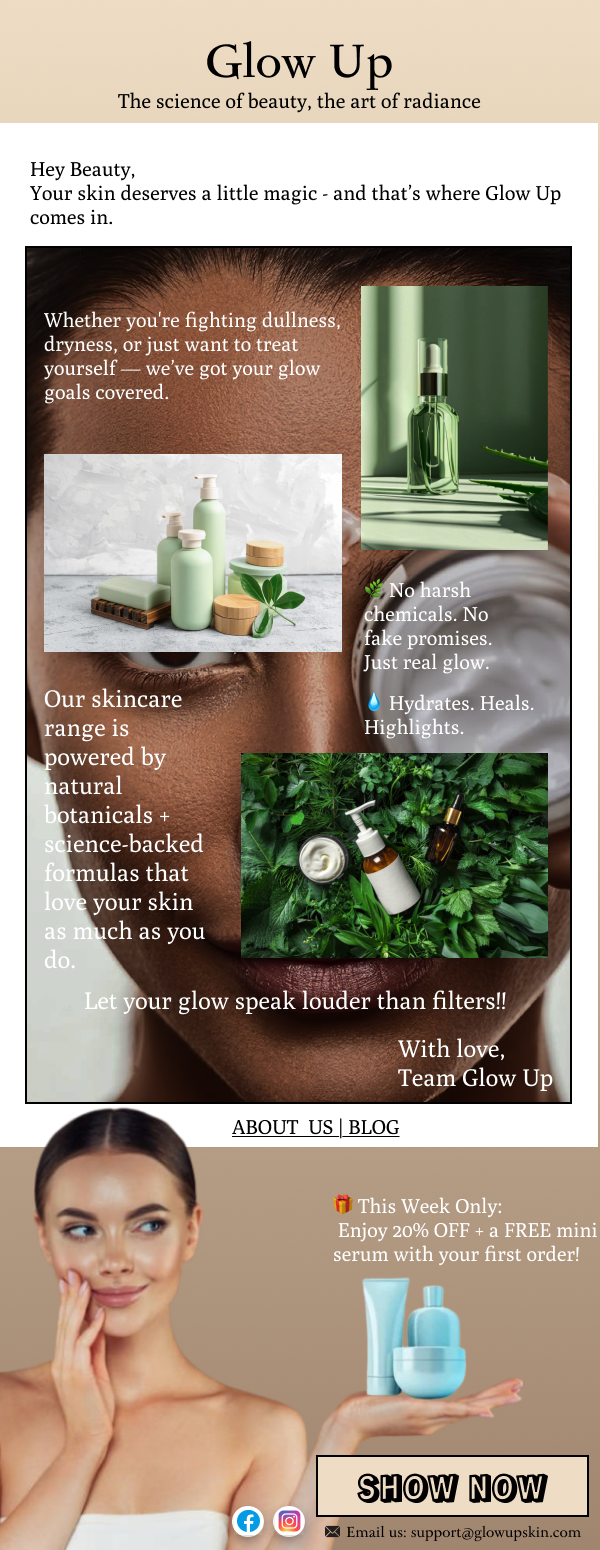 Glow Up
The science of beauty, the art of radiance
Hey Beauty,
Your skin deserves a little magic - and that’s where Glow Up
comes in.
Whether you're fighting dullness,
dryness, or just want to treat
yourself — we’ve got your glow
goals covered.
🌿 No harsh
chemicals. No
fake promises.
Just real glow.
💧 Hydrates. Heals.
Highlights.
Our skincare
range is
powered by
natural
botanicals +
science-backed
formulas that
love your skin
as much as you
do.
Let your glow speak louder than filters!!
With love,
Team Glow Up
ABOUT US | BLOG
🎁 This Week Only:
Enjoy 20% OFF + a FREE mini
serum with your first order!
SHOW NOW
Email us: support@glowupskin.com